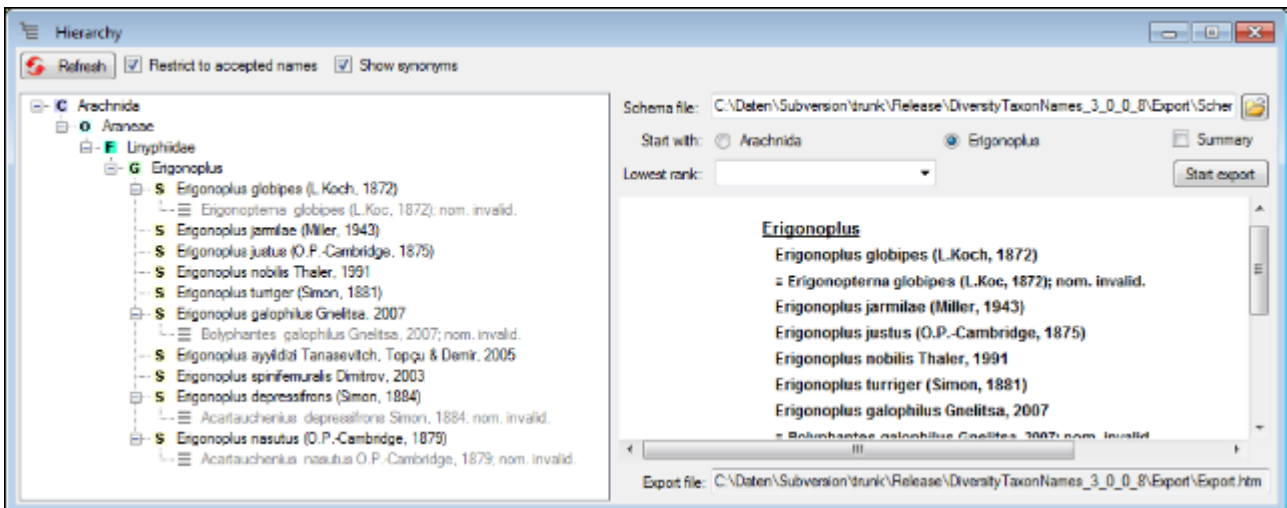 Hierarchy
Refresh Restrict to accepted names Show synonyms
C Arachnida
O Araneae
F Linyphiidae
G Erigonoplus
S Erigonoplus globipes (L.Koch, 1872)
Erigonopterna globipes (L.Koc, 1872); nom. invalid.
S Erigonoplus jarmilae (Miller, 1943)
S Erigonoplus justus (O.P.-Cambridge, 1875)
S Erigonoplus nobilis Thaler, 1991
S Erigonoplus turriger (Simon, 1881)
S Erigonoplus galophilus Gnelitsa, 2007
Bolyphantes galophilus Gnelitsa, 2007; nom. invalid.
S Erigonoplus ayyildizi Tanasevitch, Topçu & Demir, 2005
S Erigonoplus spinifemuralis Dimitrov, 2003
S Erigonoplus depressifrons (Simon, 1884)
Acartauchenius depressifrons Simon, 1884; nom. invalid.
S Erigonoplus nasutus (O.P.-Cambridge, 1879)
Acartauchenius nasutus O.P.-Cambridge, 1879; nom. invalid.
Schema file: C:\Daten\Subversion\trunk\Release\DiversityTaxonNames_3_0_0_8\Export\Scher
Start with: Arachnida Erigonoplus Summary
Lowest rank: Start export
Erigonoplus
Erigonoplus globipes (L.Koch, 1872)
= Erigonopterna globipes (L.Koc, 1872); nom. invalid.
Erigonoplus jarmilae (Miller, 1943)
Erigonoplus justus (O.P.-Cambridge, 1875)
Erigonoplus nobilis Thaler, 1991
Erigonoplus turriger (Simon, 1881)
Erigonoplus galophilus Gnelitsa, 2007
= Bolyphantes galophilus Gnelitsa, 2007; nom. invalid.
Export file: C:\Daten\Subversion\trunk\Release\DiversityTaxonNames_3_0_0_8\Export\Export.htm